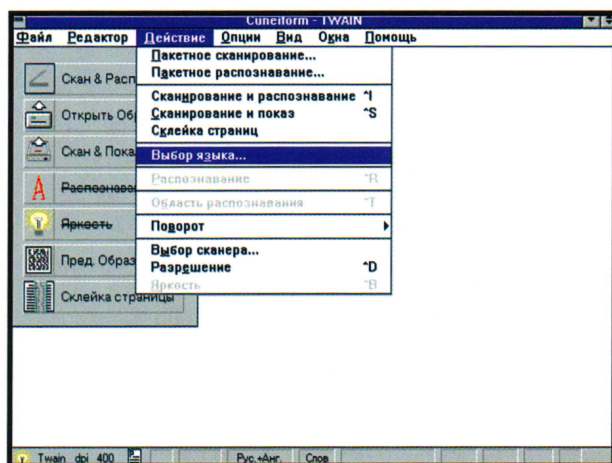 Cuneiform - TWAIN
Файл Редактор Действие Опции Вид Окна Помощь
Пакетное сканирование...
Пакетное распознавание...
Сканирование и распознавание ^I
Сканирование и показ ^S
Склейка страниц
Выбор языка...
Распознавание ^R
Область распознавания ^T
Поворот
Выбор сканера...
Разрешение ^D
Яркость ^B
Скан & Расп
Открыть Об
Скан & Пока
Распознава
Яркость
Пред. Образ
Склейка страницы
Twain dpi 400 Рус.+Анг. Слов